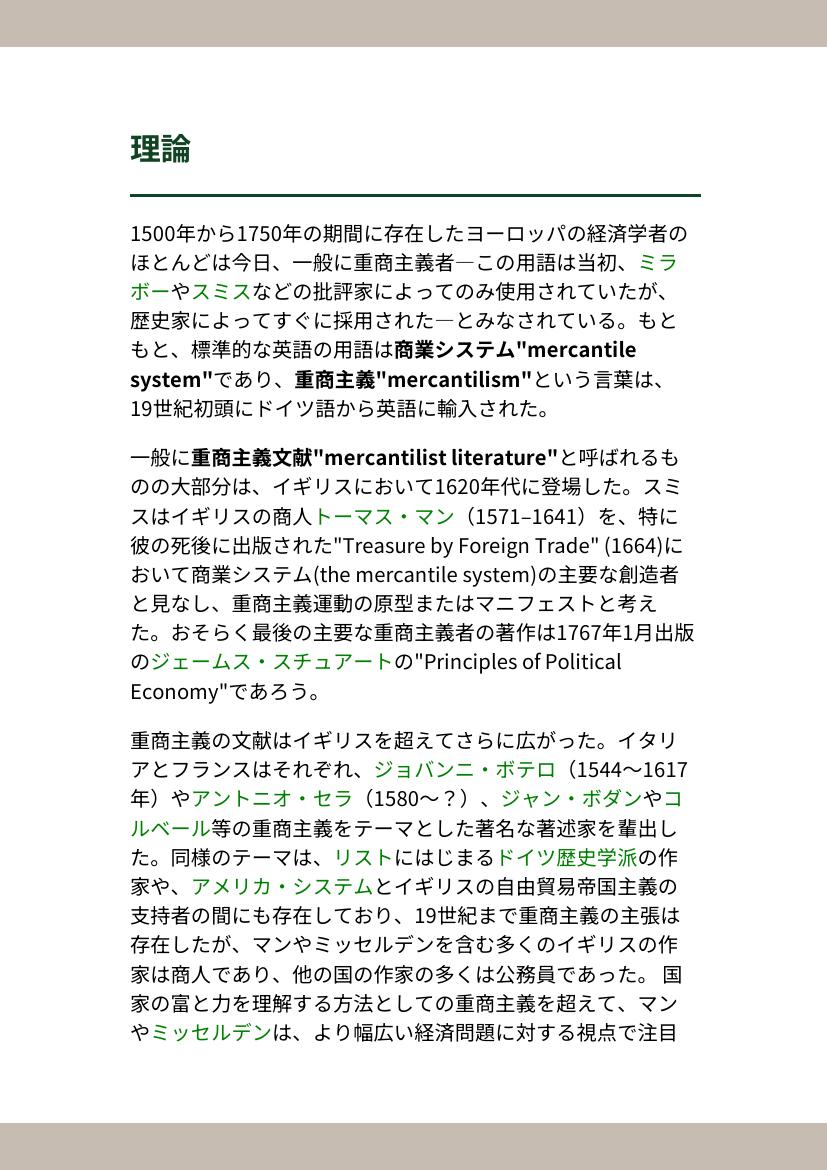 理論
1500年から1750年の期間に存在したヨーロッパの経済学者の
ほとんどは今日、一般に重商主義者―この用語は当初、ミラ
ボーやスミスなどの批評家によってのみ使用されていたが、
歴史家によってすぐに採用された―とみなされている。もと
もと、標準的な英語の用語は商業システム"mercantile
system"であり、重商主義"mercantilism"という言葉は、
19世紀初頭にドイツ語から英語に輸入された。
一般に重商主義文献"mercantilist literature"と呼ばれるも
のの大部分は、イギリスにおいて1620年代に登場した。スミ
スはイギリスの商人トーマス・マン（1571–1641）を、特に
彼の死後に出版された"Treasure by Foreign Trade" (1664)に
おいて商業システム(the mercantile system)の主要な創造者
と見なし、重商主義運動の原型またはマニフェストと考え
た。おそらく最後の主要な重商主義者の著作は1767年1月出版
のジェームス・スチュアートの"Principles of Political
Economy"であろう。
重商主義の文献はイギリスを超えてさらに広がった。イタリ
アとフランスはそれぞれ、ジョバンニ・ボテロ（1544〜1617
年）やアントニオ・セラ（1580〜？）、ジャン・ボダンやコ
ルベール等の重商主義をテーマとした著名な著述家を輩出し
た。同様のテーマは、リストにはじまるドイツ歴史学派の作
家や、アメリカ・システムとイギリスの自由貿易帝国主義の
支持者の間にも存在しており、19世紀まで重商主義の主張は
存在したが、マンやミッセルデンを含む多くのイギリスの作
家は商人であり、他の国の作家の多くは公務員であった。 国
家の富と力を理解する方法としての重商主義を超えて、マン
やミッセルデンは、より幅広い経済問題に対する視点で注目